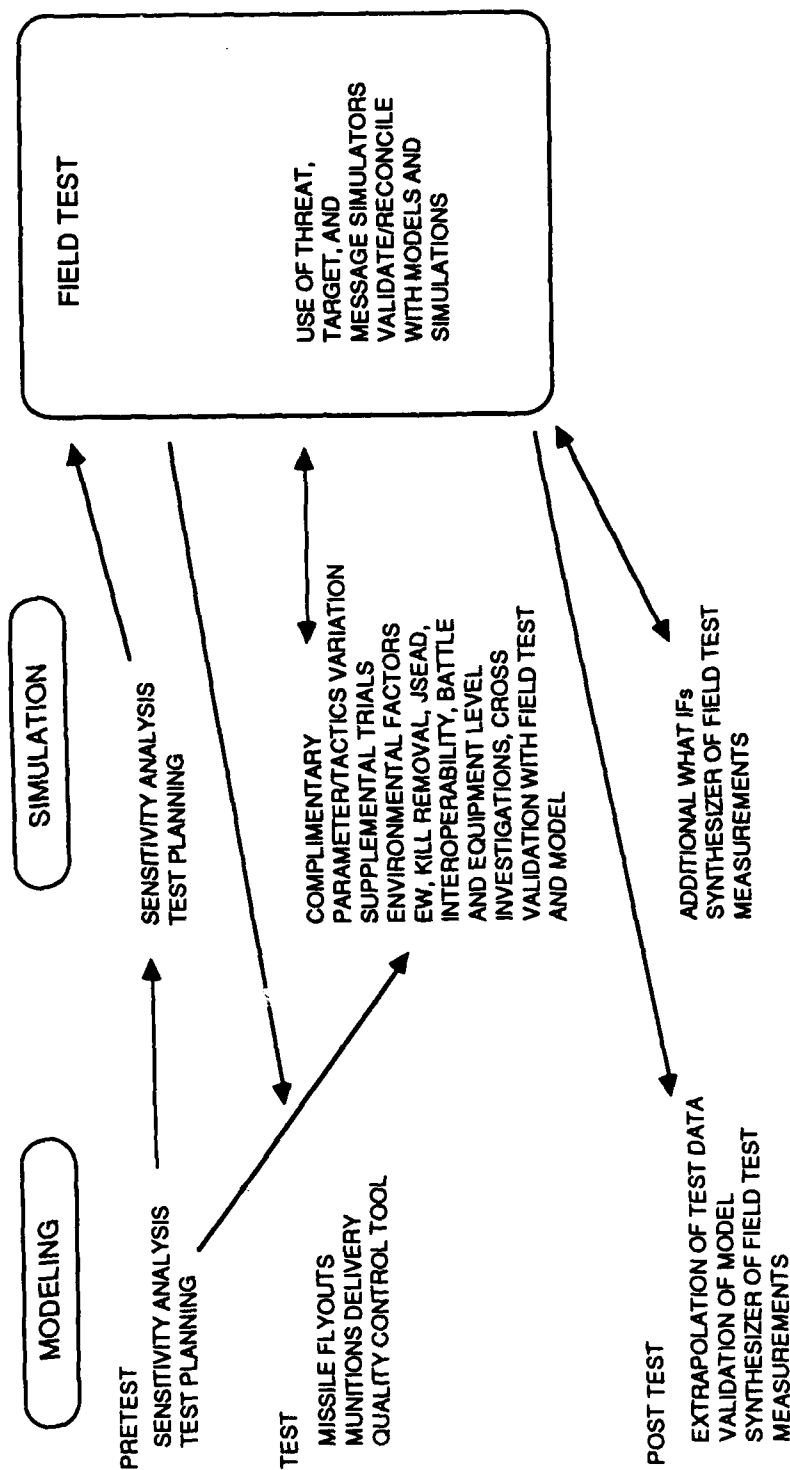 MODELING
SIMULATION
FIELD TEST
PRETEST
SENSITIVITY ANALYSIS
TEST PLANNING
SENSITIVITY ANALYSIS
TEST PLANNING
TEST
MISSILE FLYOUTS
MUNITIONS DELIVERY
QUALITY CONTROL TOOL
COMPLIMENTARY
PARAMETER/TACTICS VARIATION
SUPPLEMENTAL TRIALS
ENVIRONMENTAL FACTORS
EW, KILL REMOVAL, JSEAD,
INTEROPERABILITY, BATTLE
AND EQUIPMENT LEVEL
INVESTIGATIONS, CROSS
VALIDATION WITH FIELD TEST
AND MODEL
USE OF THREAT,
TARGET, AND
MESSAGE SIMULATORS
VALIDATE/RECONCILE
WITH MODELS AND
SIMULATIONS
POST TEST
EXTRAPOLATION OF TEST DATA
VALIDATION OF MODEL
SYNTHESIZER OF FIELD TEST
MEASUREMENTS
ADDITIONAL WHAT IFs
SYNTHESIZER OF FIELD TEST
MEASUREMENTS